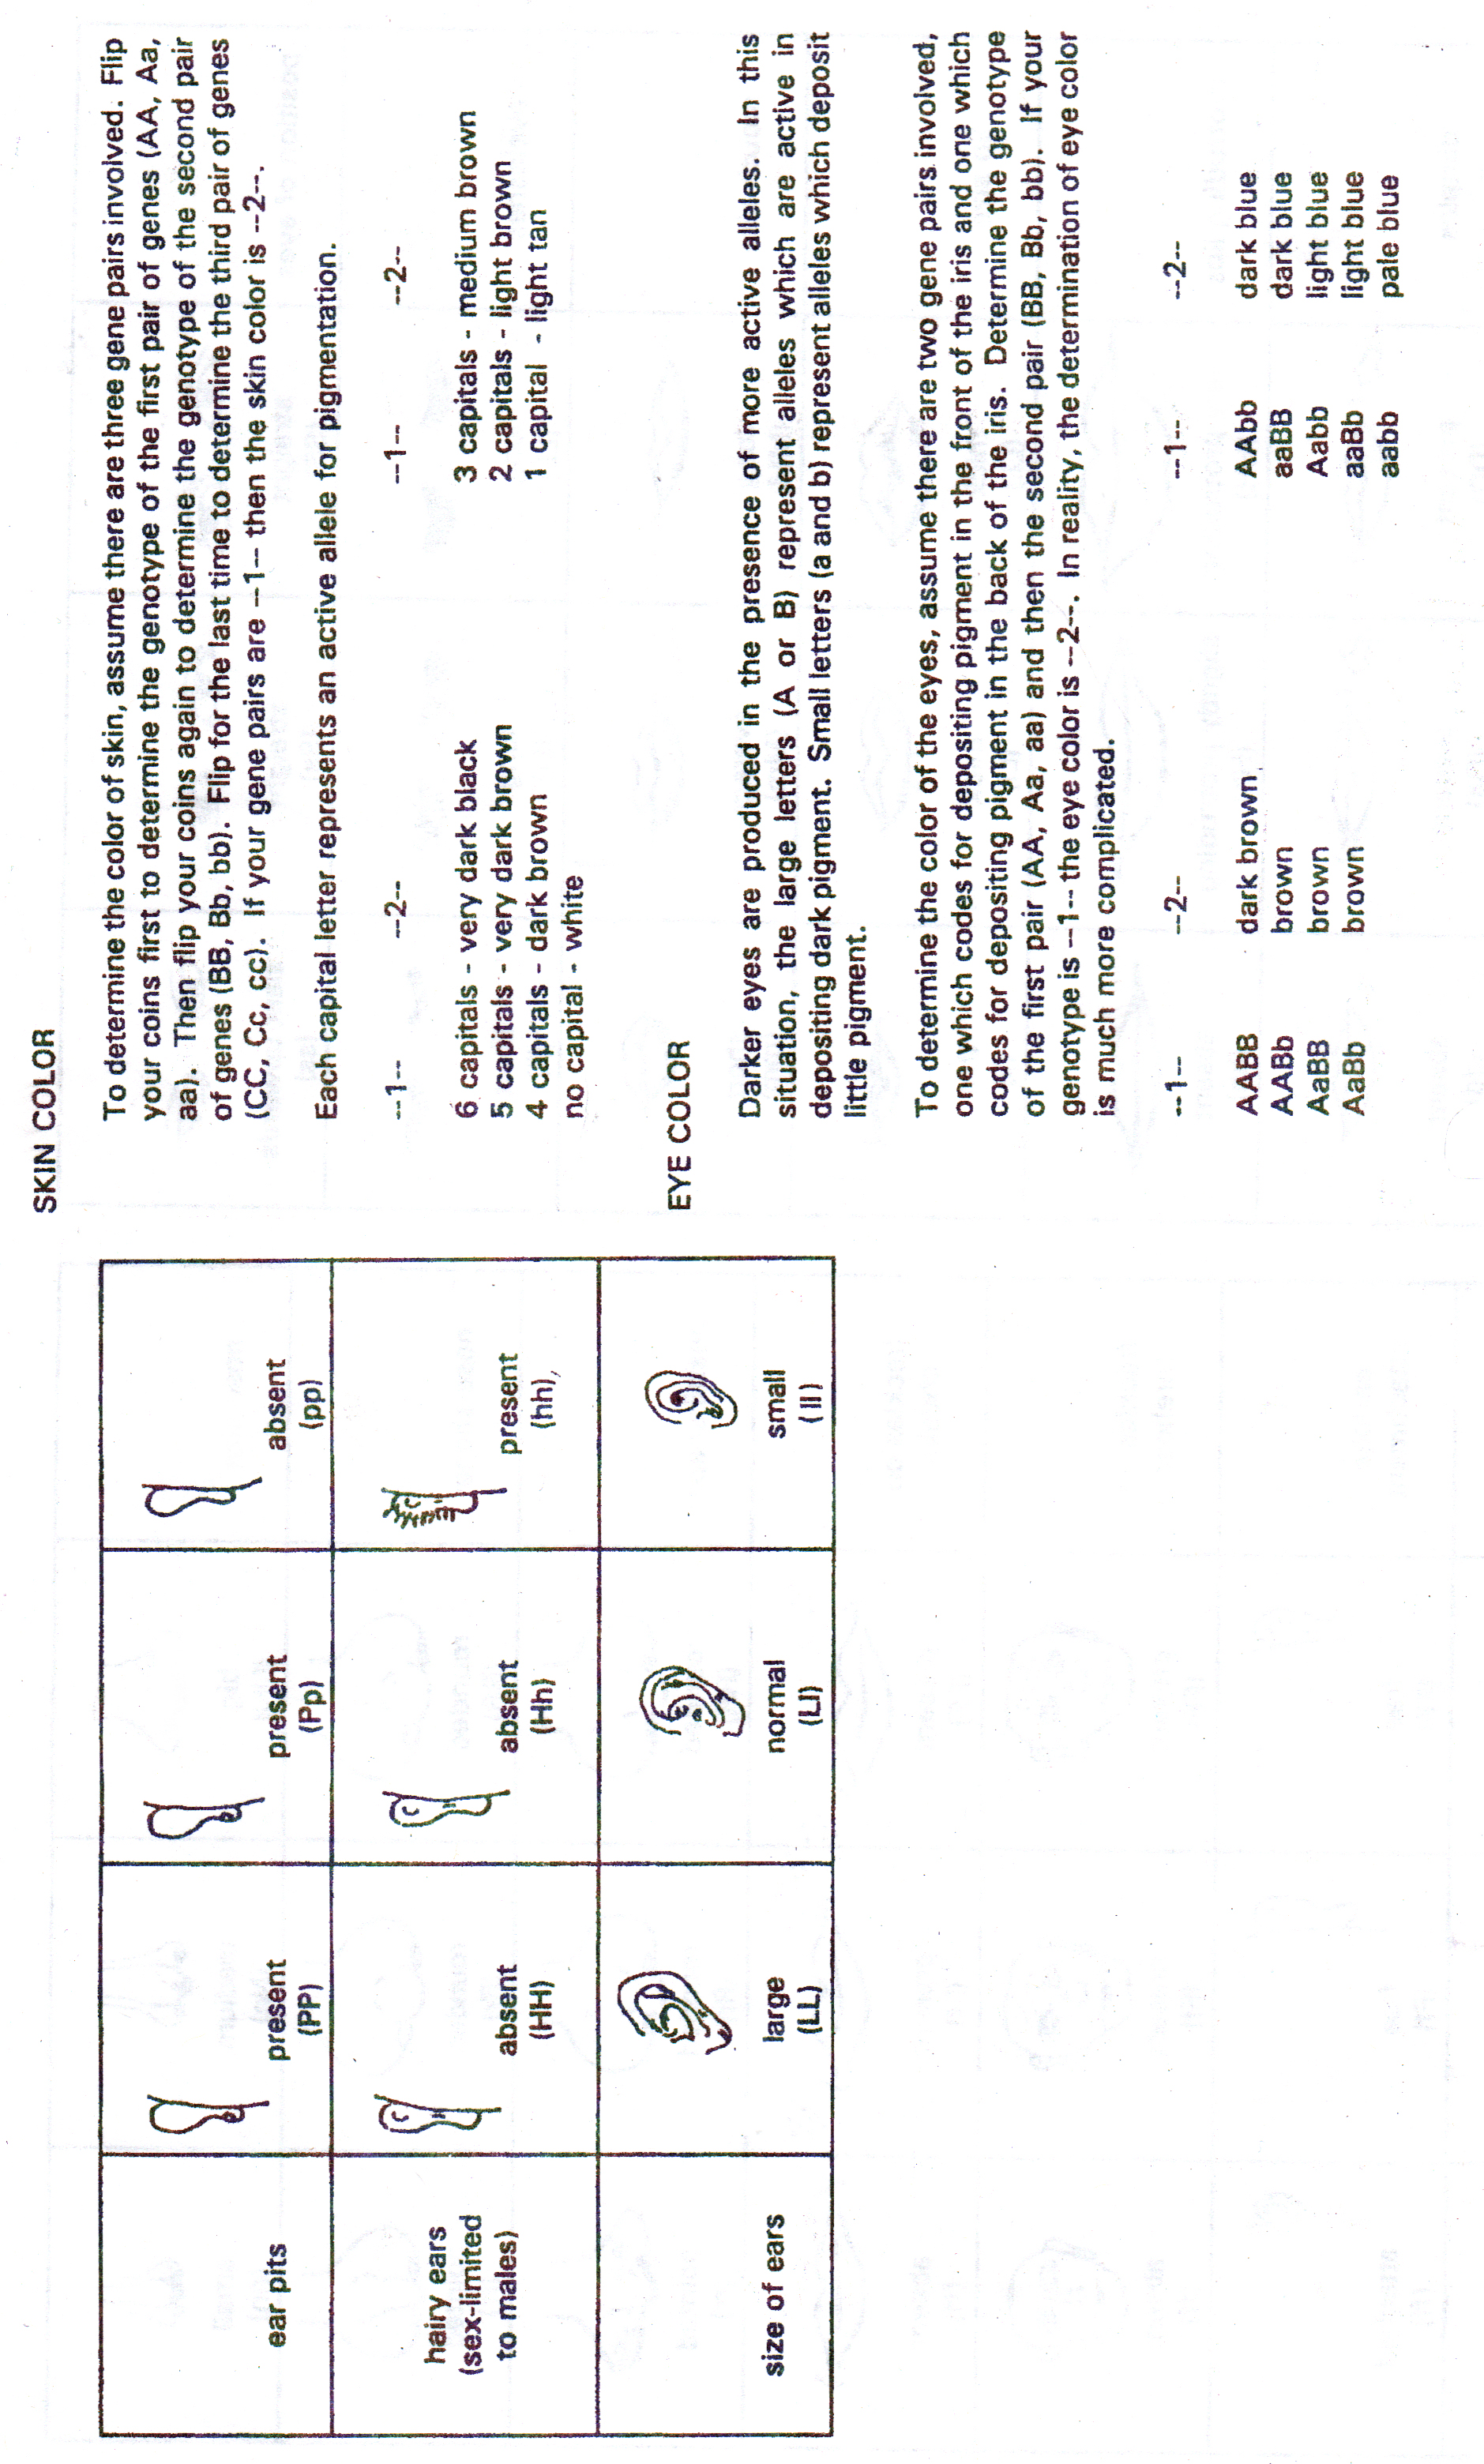 ear pits
present
(PP)
present
(Pp)
absent
(pp)
hairy ears
(sex-limited
to males)
absent
(HH)
absent
(Hh)
present
(hh),
size of ears
large
(LL)
normal
(Ll)
small
(ll)
SKIN COLOR
To determine the color of skin, assume there are three gene pairs involved. Flip
your coins first to determine the genotype of the first pair of genes (AA, Aa,
aa). Then flip your coins again to determine the genotype of the second pair
of genes (BB, Bb, bb). Flip for the last time to determine the third pair of genes
(CC, Cc, cc). If your gene pairs are --1-- then the skin color is --2--.
Each capital letter represents an active allele for pigmentation.
--1-- --2-- --1-- --2--
6 capitals - very dark black 3 capitals - medium brown
5 capitals - very dark brown 2 capitals - light brown
4 capitals - dark brown 1 capital - light tan
no capital - white
EYE COLOR
Darker eyes are produced in the presence of more active alleles. In this
situation, the large letters (A or B) represent alleles which are active in
depositing dark pigment. Small letters (a and b) represent alleles which deposit
little pigment.
To determine the color of the eyes, assume there are two gene pairs involved,
one which codes for depositing pigment in the front of the iris and one which
codes for depositing pigment in the back of the iris. Determine the genotype
of the first pair (AA, Aa, aa) and then the second pair (BB, Bb, bb). If your
genotype is --1-- the eye color is --2--. In reality, the determination of eye color
is much more complicated.
--1-- --2-- --1-- --2--
AABB dark brown AAbb dark blue
AABb brown aaBB dark blue
AaBB brown Aabb light blue
AaBb brown aaBb light blue
aabb pale blue